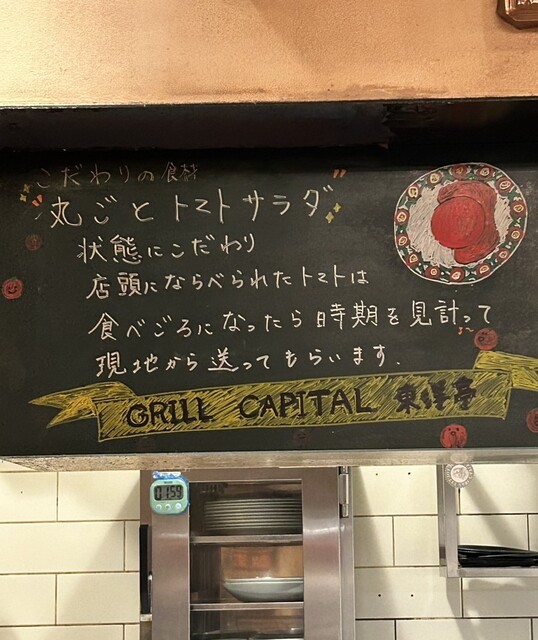 こだわりの食材
丸ごとトマトサラダ
状態にこだわり
店頭にならべられたトマトは
食べごろになったら時期を見計って
現地から送ってもらいます.
GRILL CAPITAL 東洋亭
01:59